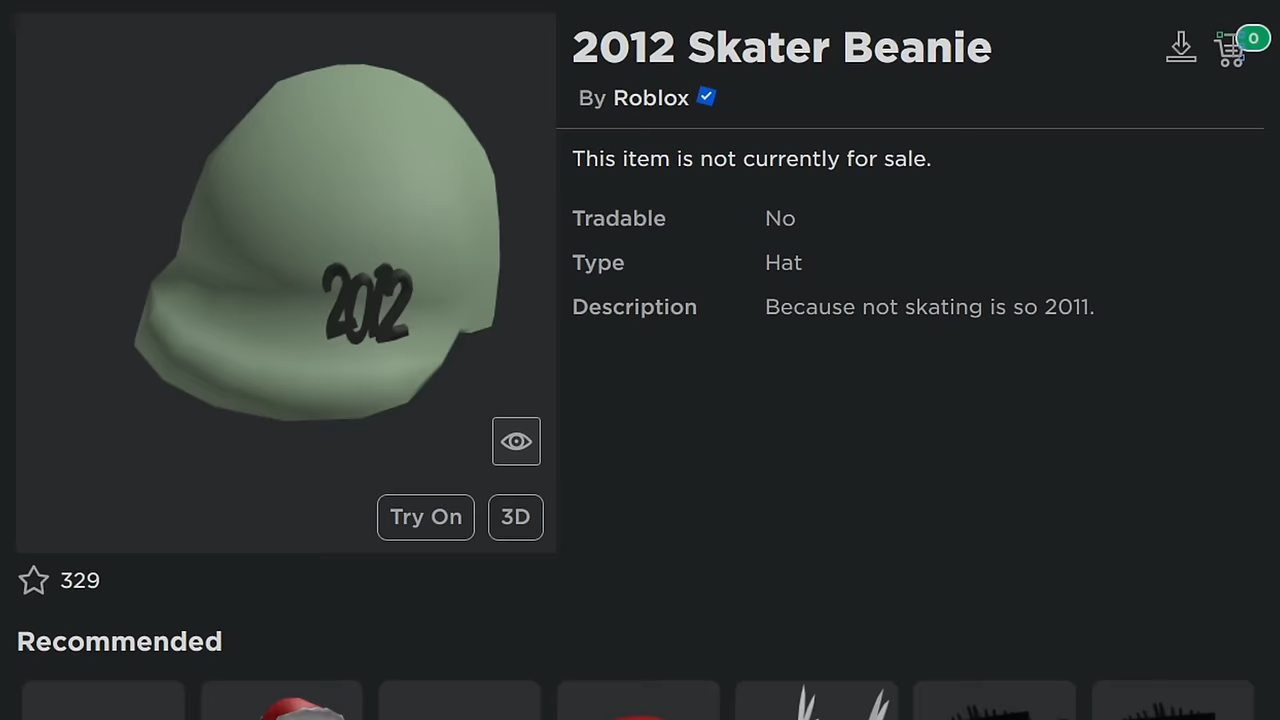 2012 Skater Beanie
0
By Roblox
This item is not currently for sale.
Tradable No
Type Hat
Description Because not skating is so 2011.
2012
Try On 3D
329
Recommended